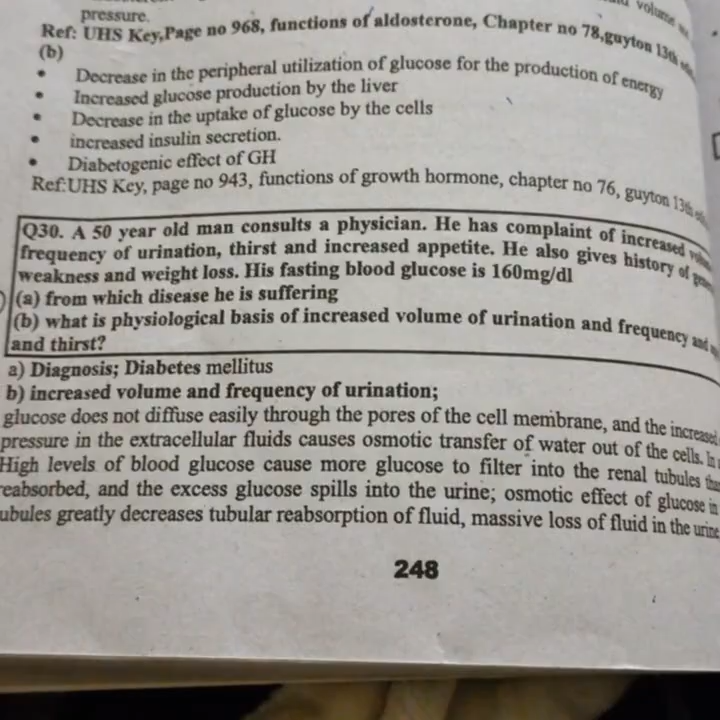 volume
pressure.
Ref: UHS Key,Page no 968, functions of aldosterone, Chapter no 78,guyton 13th
(b)
• Decrease in the peripheral utilization of glucose for the production of energy
• Increased glucose production by the liver
• Decrease in the uptake of glucose by the cells
• increased insulin secretion.
• Diabetogenic effect of GH
Ref:UHS Key, page no 943, functions of growth hormone, chapter no 76, guyton 13th
Q30. A 50 year old man consults a physician. He has complaint of increased
frequency of urination, thirst and increased appetite. He also gives history of
weakness and weight loss. His fasting blood glucose is 160mg/dl
(a) from which disease he is suffering
(b) what is physiological basis of increased volume of urination and frequency and
and thirst?
a) Diagnosis; Diabetes mellitus
b) increased volume and frequency of urination;
glucose does not diffuse easily through the pores of the cell membrane, and the increased
pressure in the extracellular fluids causes osmotic transfer of water out of the cells. In
High levels of blood glucose cause more glucose to filter into the renal tubules
reabsorbed, and the excess glucose spills into the urine; osmotic effect of glucose in
ubules greatly decreases tubular reabsorption of fluid, massive loss of fluid in the urine
248